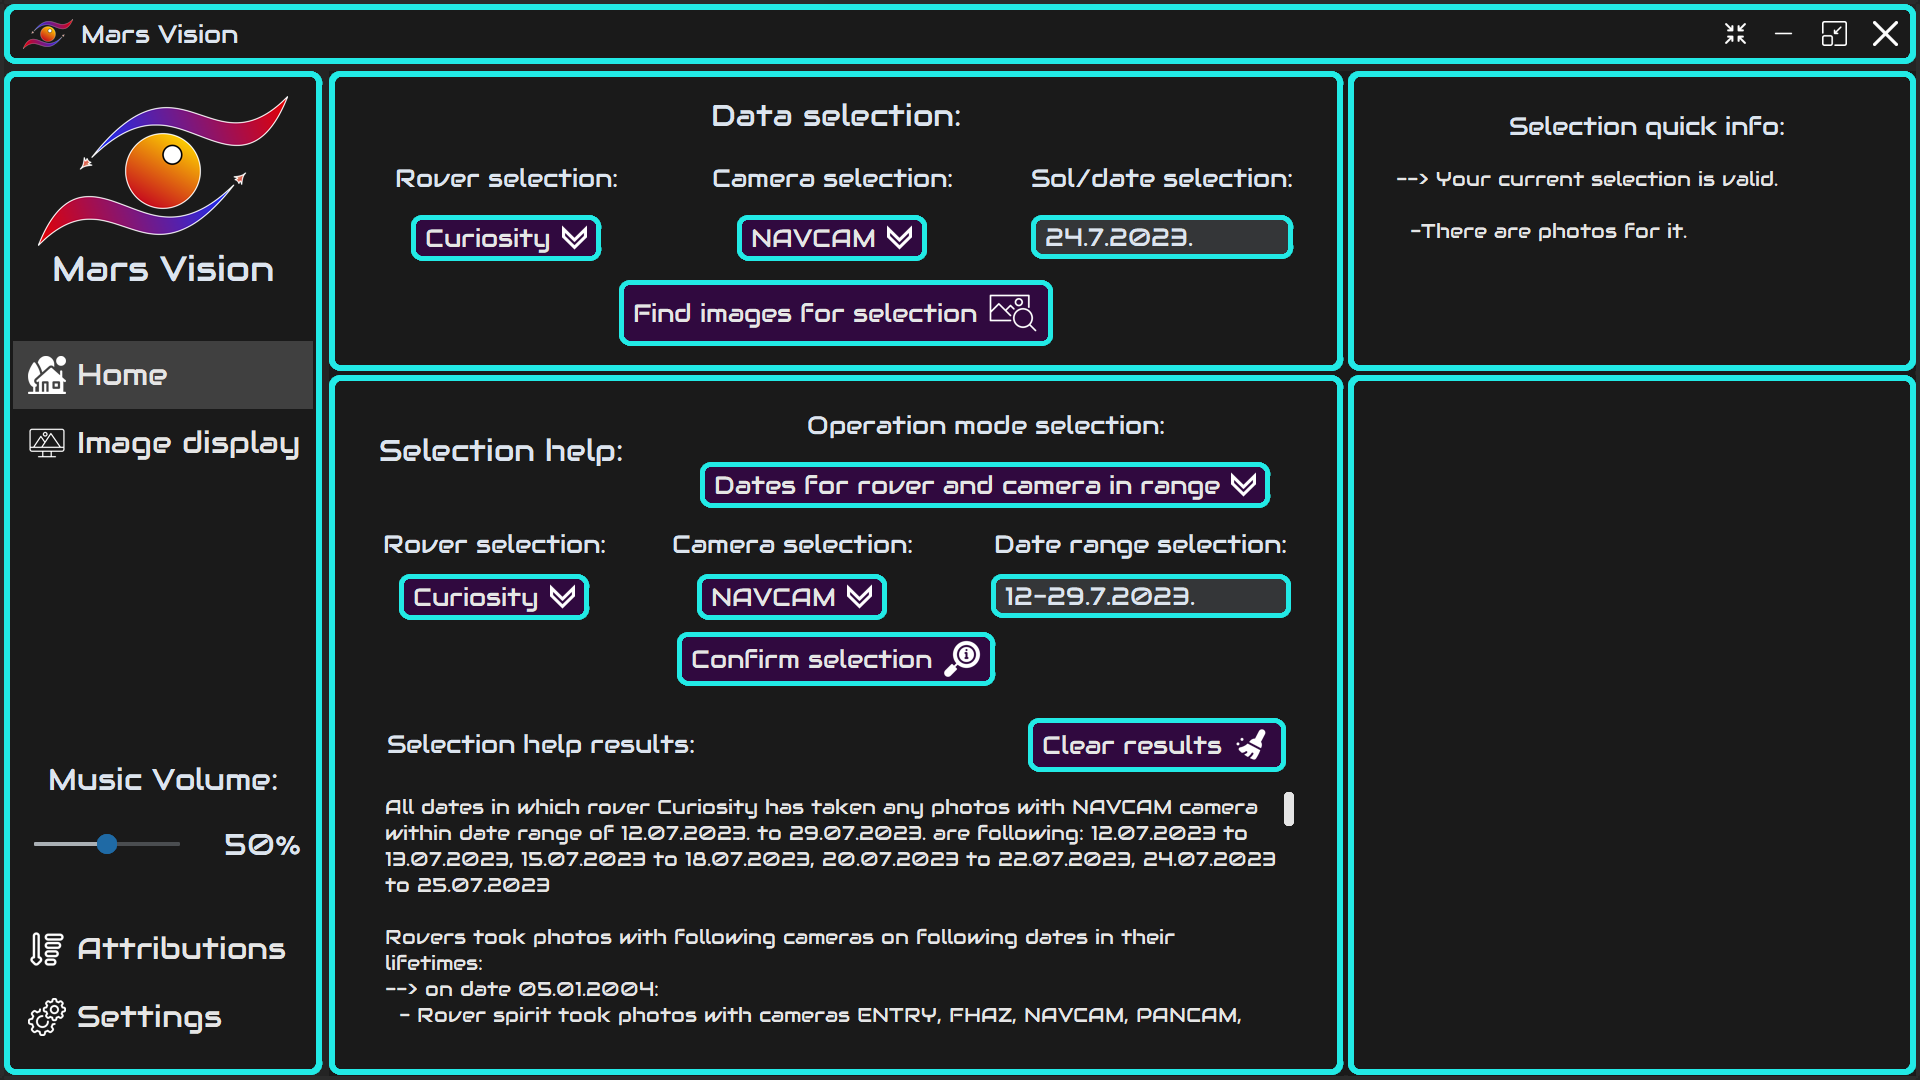 Mars Vision
Mars Vision
Home
Image display
Music Volume:
50%
Attributions
Settings
Data selection:
Rover selection:
Camera selection:
Sol/date selection:
Curiosity
NAVCAM
24.7.2023.
Find images for selection
Selection quick info:
--> Your current selection is valid.
-There are photos for it.
Selection help:
Operation mode selection:
Dates for rover and camera in range
Rover selection:
Camera selection:
Date range selection:
Curiosity
NAVCAM
12-29.7.2023.
Confirm selection
Selection help results:
Clear results
All dates in which rover Curiosity has taken any photos with NAVCAM camera
within date range of 12.07.2023. to 29.07.2023. are following: 12.07.2023 to
13.07.2023, 15.07.2023 to 18.07.2023, 20.07.2023 to 22.07.2023, 24.07.2023
to 25.07.2023
Rovers took photos with following cameras on following dates in their
lifetimes:
--> on date 05.01.2004:
- Rover spirit took photos with cameras ENTRY, FHAZ, NAVCAM, PANCAM,